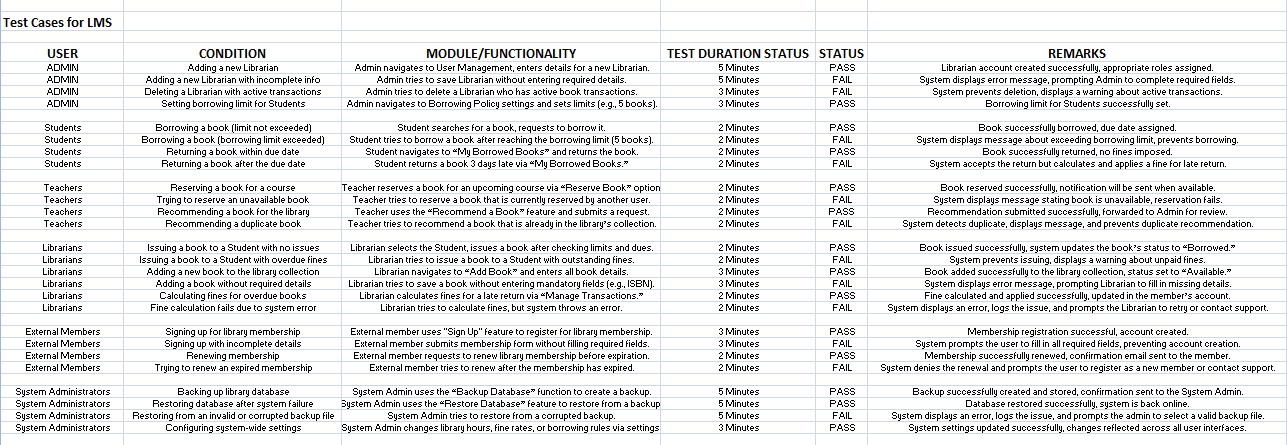 Test Cases for LMS
USER CONDITION MODULE/FUNCTIONALITY TEST DURATION STATUS STATUS REMARKS
ADMIN Adding a new Librarian Admin navigates to User Management, enters details for a new Librarian. 5 Minutes PASS Librarian account created successfully, appropriate roles assigned.
ADMIN Adding a new Librarian with incomplete info Admin tries to save Librarian without entering required details. 5 Minutes FAIL System displays error message, prompting Admin to complete required fields.
ADMIN Deleting a Librarian with active transactions Admin tries to delete a Librarian who has active book transactions. 3 Minutes FAIL System prevents deletion, displays a warning about active transactions.
ADMIN Setting borrowing limit for Students Admin navigates to Borrowing Policy settings and sets limits (e.g., 5 books). 3 Minutes PASS Borrowing limit for Students successfully set.
Students Borrowing a book (limit not exceeded) Student searches for a book, requests to borrow it. 2 Minutes PASS Book successfully borrowed, due date assigned.
Students Borrowing a book (borrowing limit exceeded) Student tries to borrow a book after reaching the borrowing limit (5 books). 2 Minutes FAIL System displays message about exceeding borrowing limit, prevents borrowing.
Students Returning a book within due date Student navigates to “My Borrowed Books” and returns the book. 2 Minutes PASS Book successfully returned, no fines imposed.
Students Returning a book after the due date Student returns a book 3 days late via “My Borrowed Books.” 2 Minutes FAIL System accepts the return but calculates and applies a fine for late return.
Teachers Reserving a book for a course Teacher reserves a book for an upcoming course via “Reserve Book” option 2 Minutes PASS Book reserved successfully, notification will be sent when available.
Teachers Trying to reserve an unavailable book Teacher tries to reserve a book that is currently reserved by another user. 2 Minutes FAIL System displays message stating book is unavailable, reservation fails.
Teachers Recommending a book for the library Teacher uses the “Recommend a Book” feature and submits a request. 2 Minutes PASS Recommendation submitted successfully, forwarded to Admin for review.
Teachers Recommending a duplicate book Teacher tries to recommend a book that is already in the library’s collection. 2 Minutes FAIL System detects duplicate, displays message, and prevents duplicate recommendation.
Librarians Issuing a book to a Student with no issues Librarian selects the Student, issues a book after checking limits and dues. 2 Minutes PASS Book issued successfully, system updates the book’s status to “Borrowed.”
Librarians Issuing a book to a Student with overdue fines Librarian tries to issue a book to a Student with outstanding fines. 2 Minutes FAIL System prevents issuing, displays a warning about unpaid fines.
Librarians Adding a new book to the library collection Librarian navigates to “Add Book” and enters all book details. 3 Minutes PASS Book added successfully to the library collection, status set to “Available.”
Librarians Adding a book without required details Librarian tries to save a book without entering mandatory fields (e.g., ISBN). 3 Minutes FAIL System displays error message, prompting Librarian to fill in missing details.
Librarians Calculating fines for overdue books Librarian calculates fines for a late return via “Manage Transactions.” 2 Minutes PASS Fine calculated and applied successfully, updated in the member’s account.
Librarians Fine calculation fails due to system error Librarian tries to calculate fines, but system throws an error. 2 Minutes FAIL System displays an error, logs the issue, and prompts the Librarian to retry or contact support.
External Members Signing up for library membership External member uses "Sign Up" feature to register for library membership. 3 Minutes PASS Membership registration successful, account created.
External Members Signing up with incomplete details External member submits membership form without filling required fields. 3 Minutes FAIL System prompts the user to fill in all required fields, preventing account creation.
External Members Renewing membership External member requests to renew library membership before expiration. 2 Minutes PASS Membership successfully renewed, confirmation email sent to the member.
External Members Trying to renew an expired membership External member tries to renew after the membership has expired. 2 Minutes FAIL System denies the renewal and prompts the user to register as a new member or contact support.
System Administrators Backing up library database System Admin uses the “Backup Database” function to create a backup. 5 Minutes PASS Backup successfully created and stored, confirmation sent to the System Admin.
System Administrators Restoring database after system failure System Admin uses the “Restore Database” feature to restore from a backup 5 Minutes PASS Database restored successfully, system is back online.
System Administrators Restoring from an invalid or corrupted backup file System Admin tries to restore from a corrupted backup. 5 Minutes FAIL System displays an error, logs the issue, and prompts the admin to select a valid backup file.
System Administrators Configuring system-wide settings System Admin changes library hours, fine rates, or borrowing rules via settings 3 Minutes PASS System settings updated successfully, changes reflected across all user interfaces.